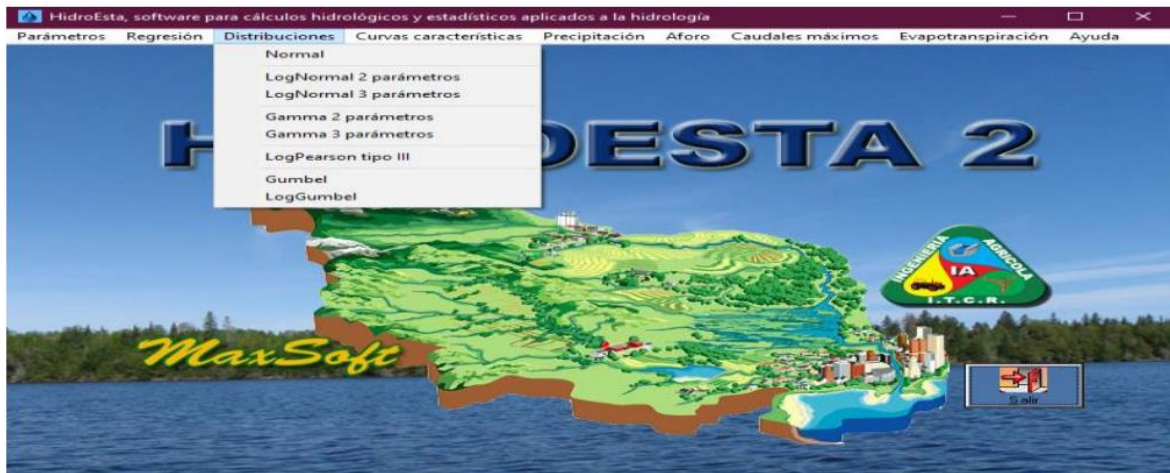 HidroEsta, software para cálculos hidrológicos y estadísticos aplicados a la hidrología
Parámetros Regresión Distribuciones Curvas características Precipitación Aforo Caudales máximos Evapotranspiración Ayuda
Normal
LogNormal 2 parámetros
LogNormal 3 parámetros
Gamma 2 parámetros
Gamma 3 parámetros
LogPearson tipo III
Gumbel
LogGumbel
H OESTA 2
INGENIERIA AGRICOLA
IA
I.T.C.R.
MaxSoft
Salir